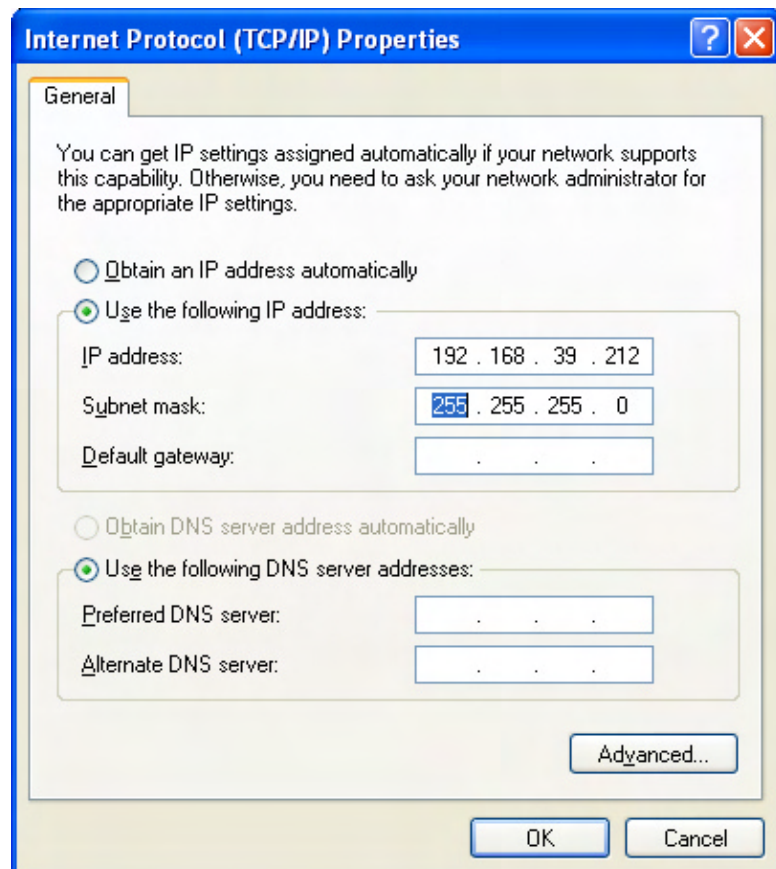 Internet Protocol (TCP/IP) Properties
General
You can get IP settings assigned automatically if your network supports
this capability. Otherwise, you need to ask your network administrator for
the appropriate IP settings.
Obtain an IP address automatically
Use the following IP address:
IP address: 192 . 168 . 39 . 212
Subnet mask: 255 . 255 . 255 . 0
Default gateway: . . .
Obtain DNS server address automatically
Use the following DNS server addresses:
Preferred DNS server: . . .
Alternate DNS server: . . .
Advanced...
OK Cancel